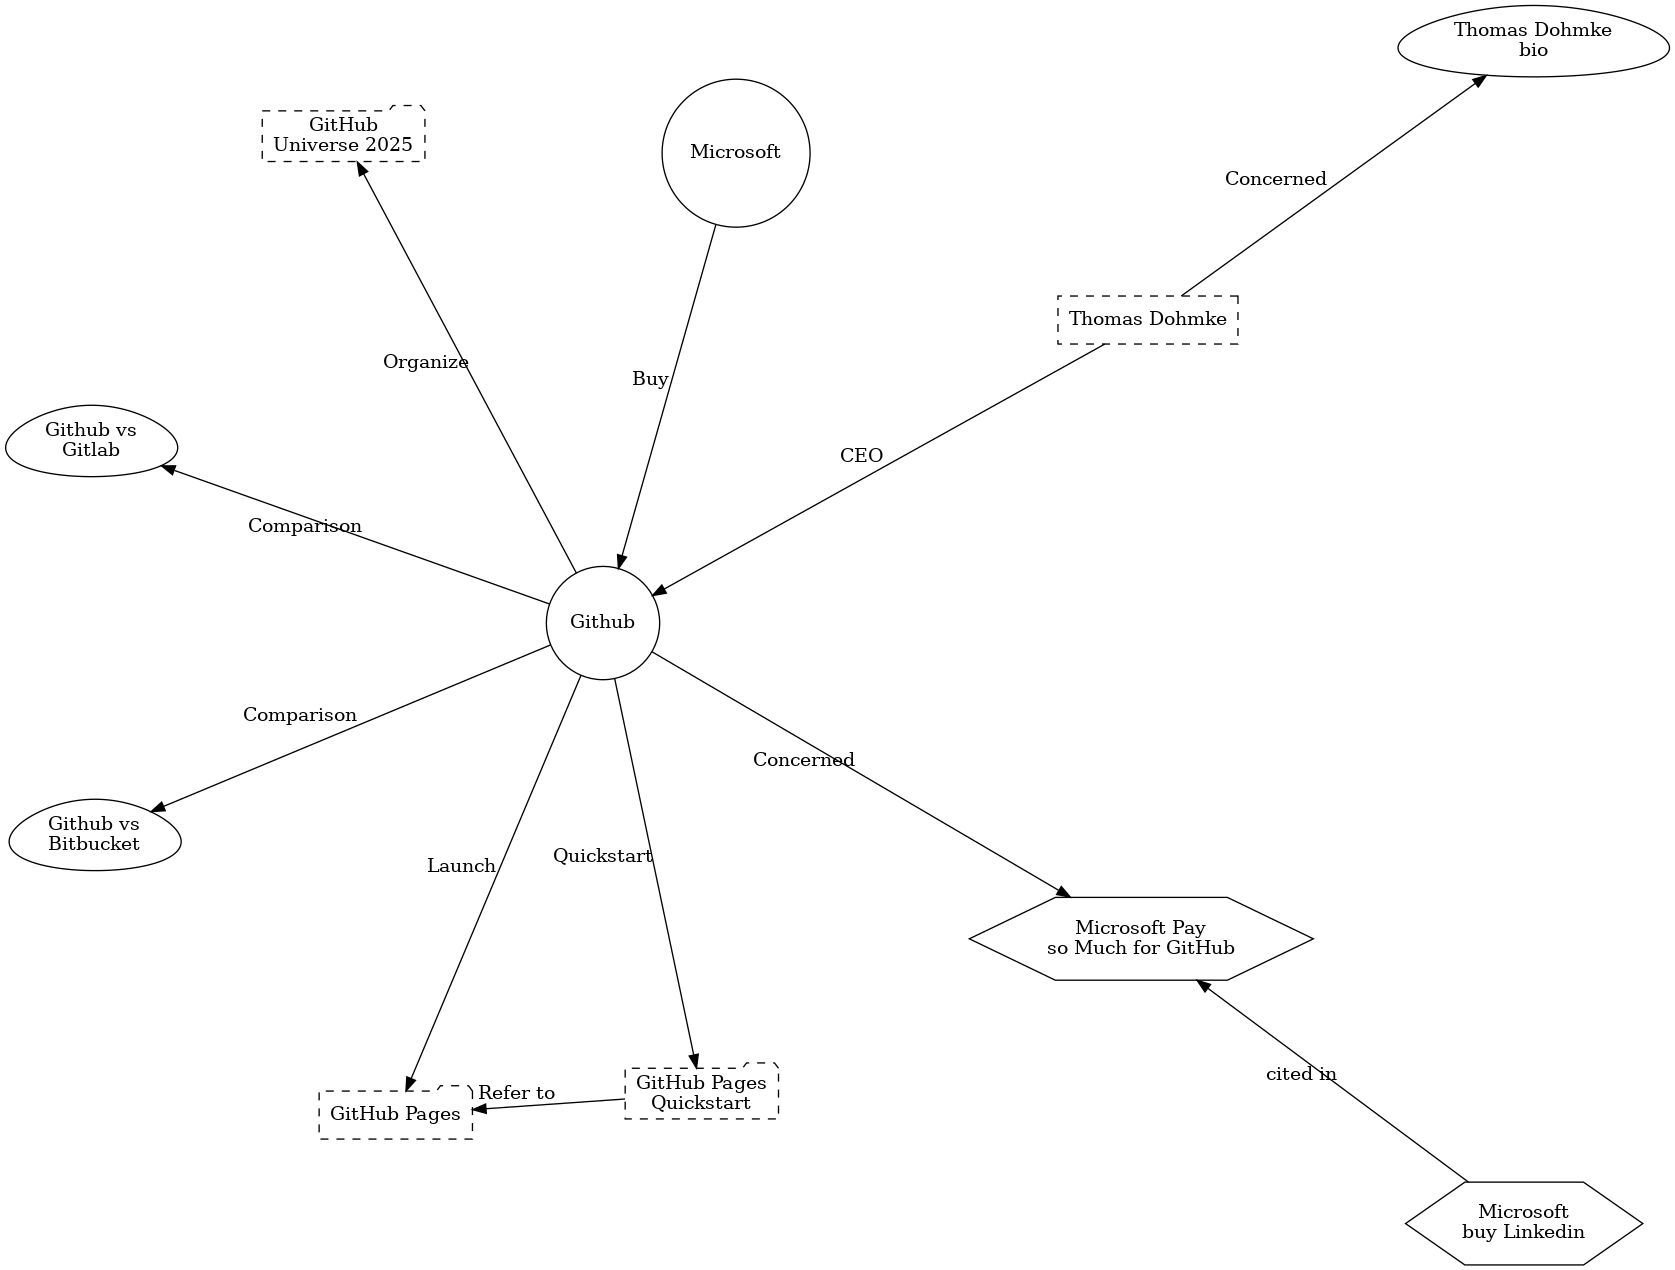 Thomas Dohmke
bio
GitHub
Universe 2025
Microsoft
Concerned
Thomas Dohmke
Organize
Buy
Github vs
Gitlab
CEO
Comparison
Github
Comparison
Concerned
Github vs
Bitbucket
Launch
Quickstart
Microsoft Pay
so Much for GitHub
GitHub Pages
Refer to
GitHub Pages
Quickstart
cited in
Microsoft
buy Linkedin